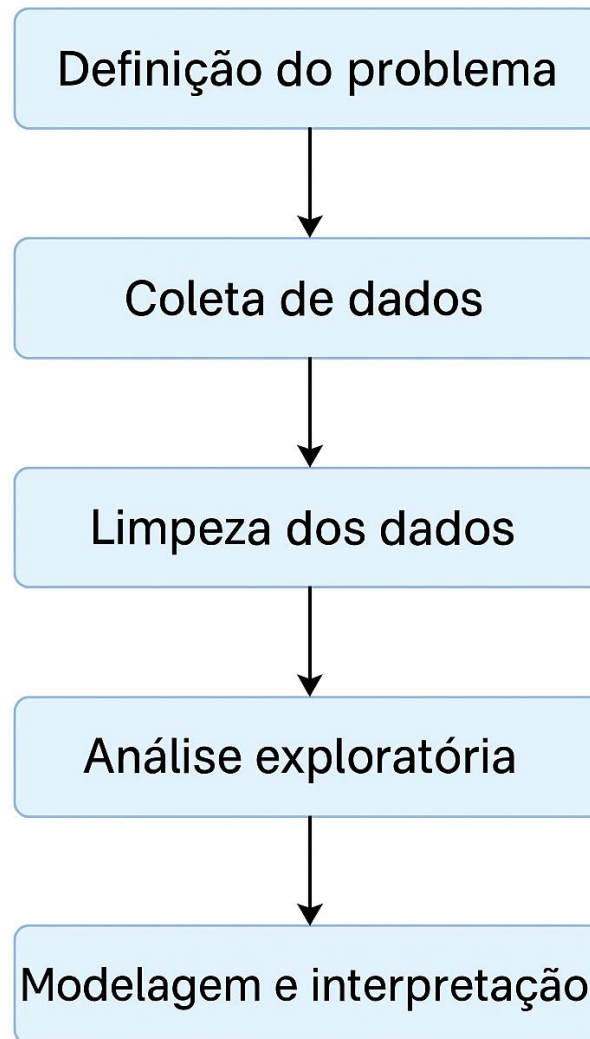 Definição do problema
Coleta de dados
Limpeza dos dados
Análise exploratória
Modelagem e interpretação